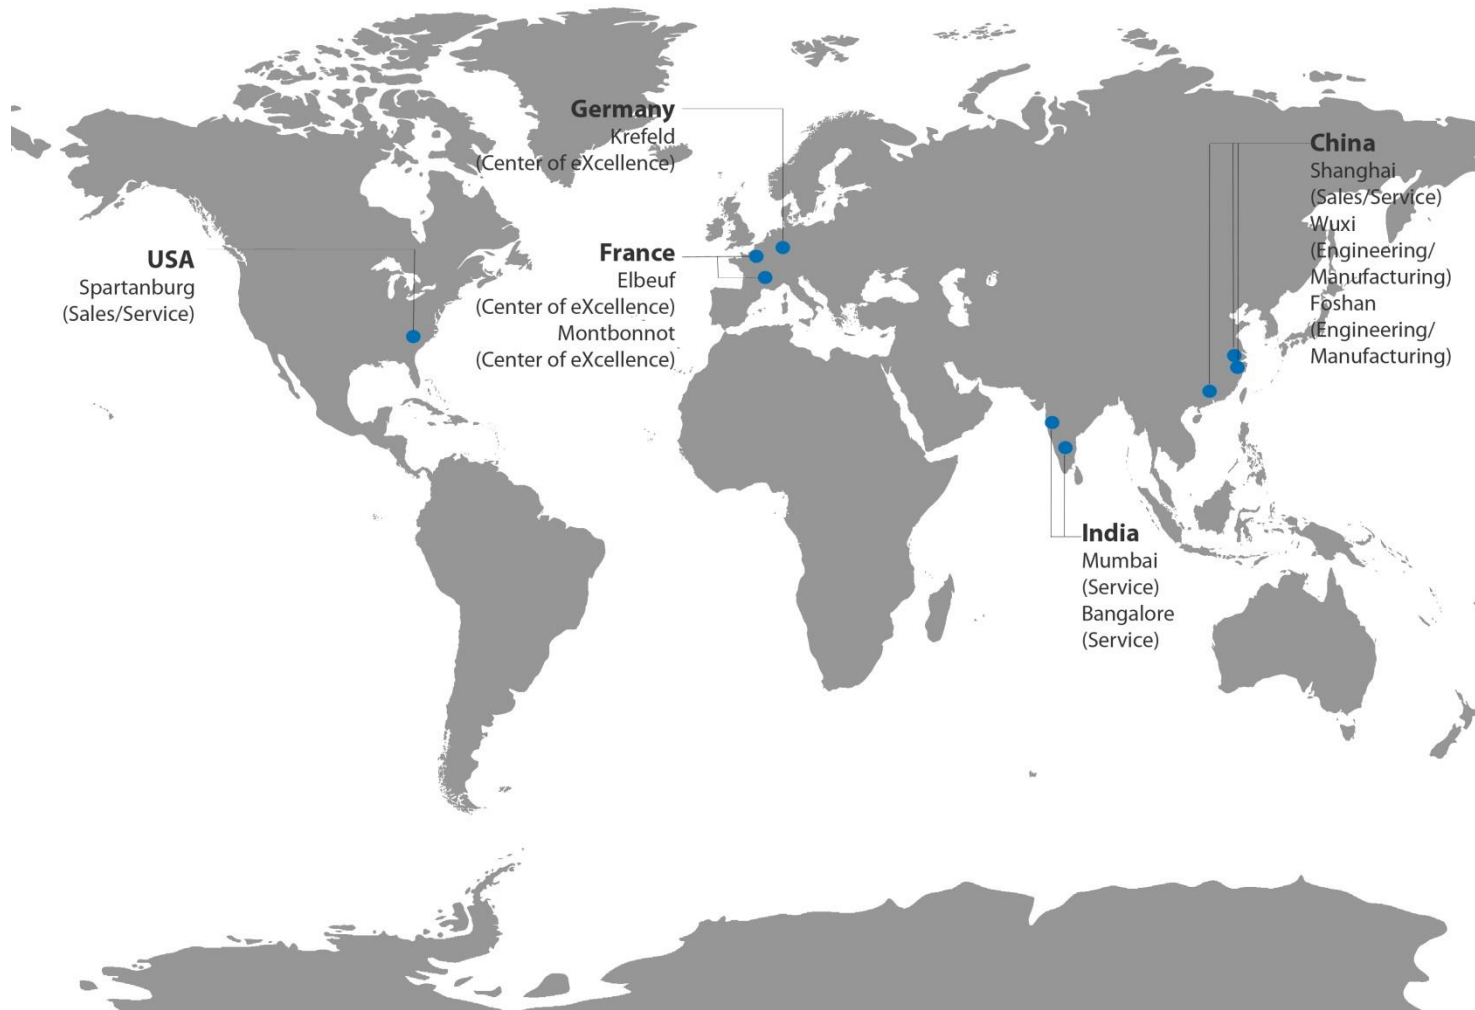 Germany
Krefeld
(Center of eXcellence)
China
Shanghai
(Sales/Service)
Wuxi
(Engineering/
Manufacturing)
Foshan
(Engineering/
Manufacturing)
USA
Spartanburg
(Sales/Service)
France
Elbeuf
(Center of eXcellence)
Montbonnot
(Center of eXcellence)
India
Mumbai
(Service)
Bangalore
(Service)